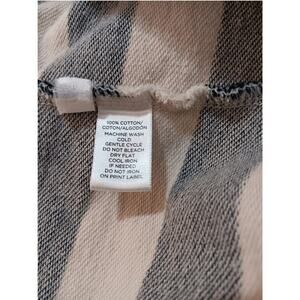 100% COTTON/
COTON/ALGODÓN
MACHINE WASH
COLD
GENTLE CYCLE
DO NOT BLEACH
DRY FLAT
COOL IRON
IF NEEDED
DO NOT IRON
ON PRINT LABEL